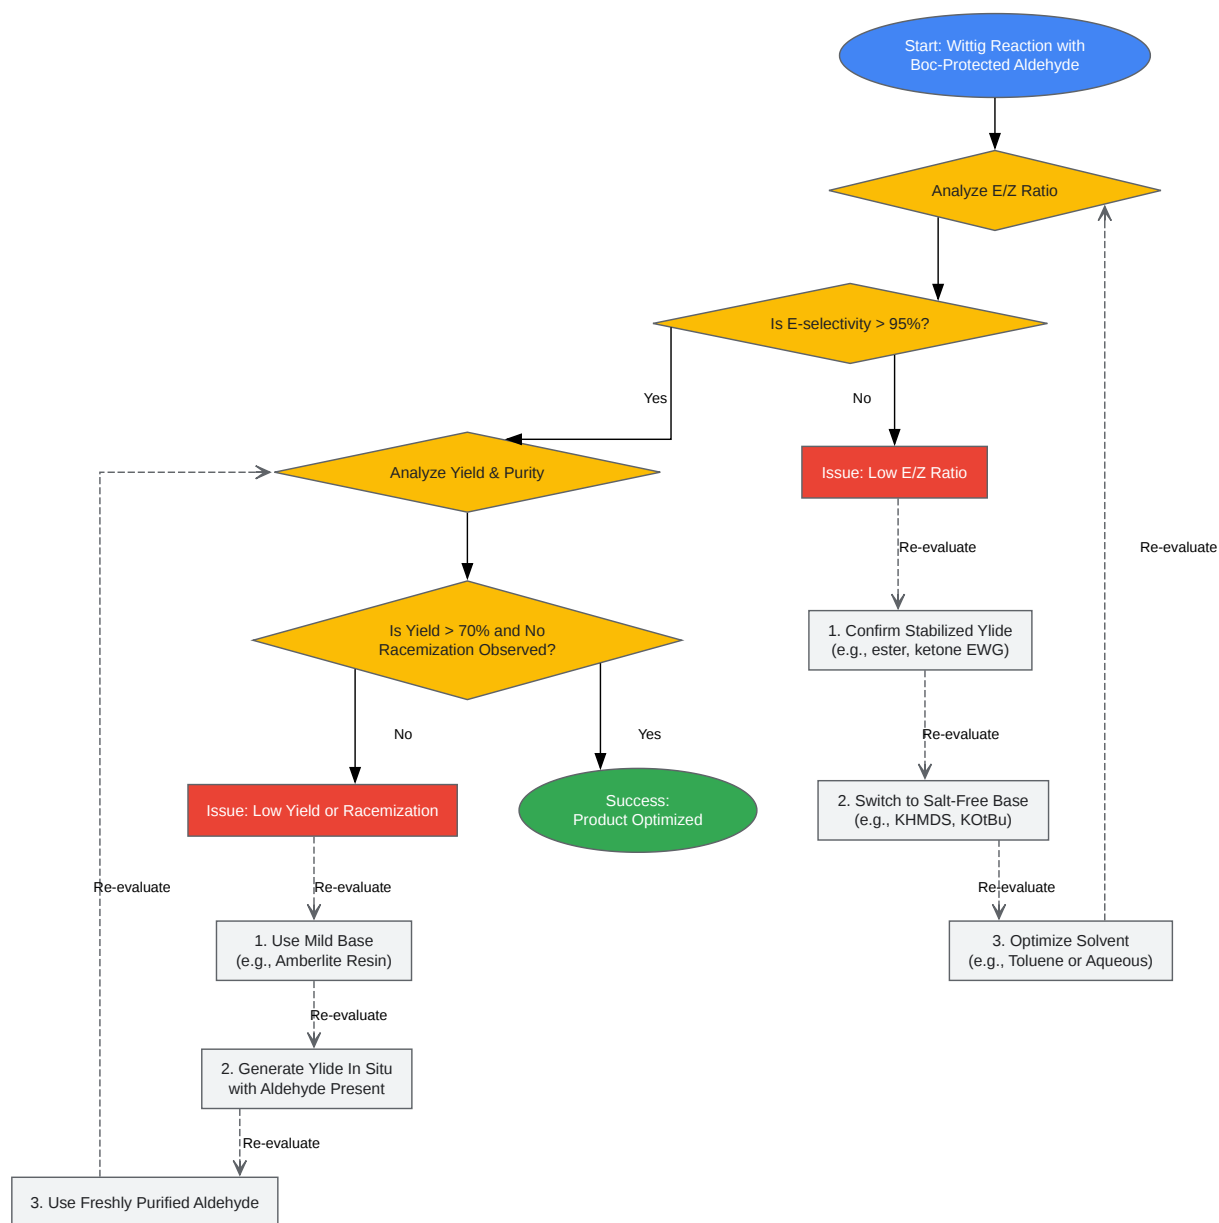 Start: Wittig Reaction with
Boc-Protected Aldehyde
Analyze E/Z Ratio
Is E-selectivity > 95%?
Yes
No
Analyze Yield & Purity
Issue: Low E/Z Ratio
Re-evaluate
Re-evaluate
Is Yield > 70% and No
Racemization Observed?
1. Confirm Stabilized Ylide
(e.g., ester, ketone EWG)
No
Yes
Re-evaluate
Issue: Low Yield or Racemization
Success:
Product Optimized
2. Switch to Salt-Free Base
(e.g., KHMDS, KOtBu)
Re-evaluate
Re-evaluate
Re-evaluate
1. Use Mild Base
(e.g., Amberlite Resin)
3. Optimize Solvent
(e.g., Toluene or Aqueous)
Re-evaluate
2. Generate Ylide In Situ
with Aldehyde Present
Re-evaluate
3. Use Freshly Purified Aldehyde